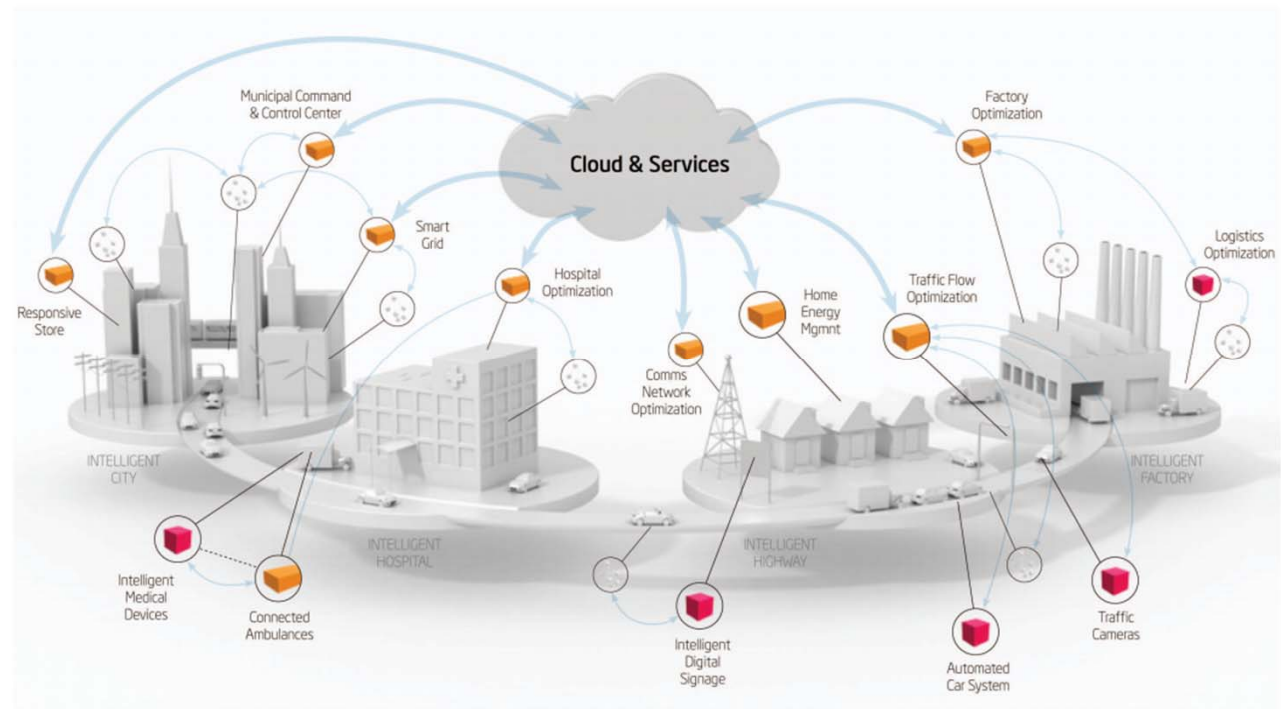 Municipal Command
& Control Center
Cloud & Services
Factory
Optimization
Smart
Grid
Hospital
Optimization
Home
Energy
Mgmnt
Traffic Flow
Optimization
Logistics
Optimization
Responsive
Store
Comms
Network
Optimization
INTELLIGENT
CITY
INTELLIGENT
FACTORY
INTELLIGENT
HOSPITAL
INTELLIGENT
HIGHWAY
Intelligent
Medical
Devices
Connected
Ambulances
Intelligent
Digital
Signage
Automated
Car System
Traffic
Cameras